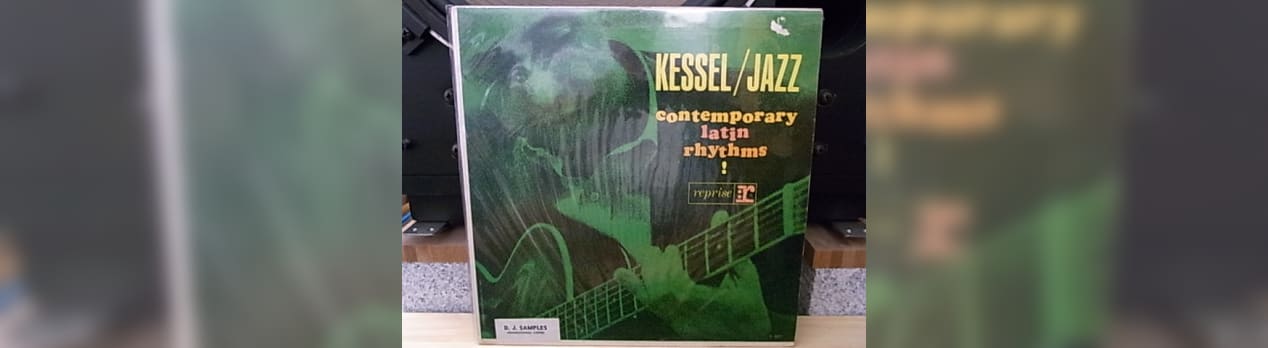 KESSEL/JAZZ
contemporary
latin
rhythms
!
reprise r:
D. J. SAMPLES